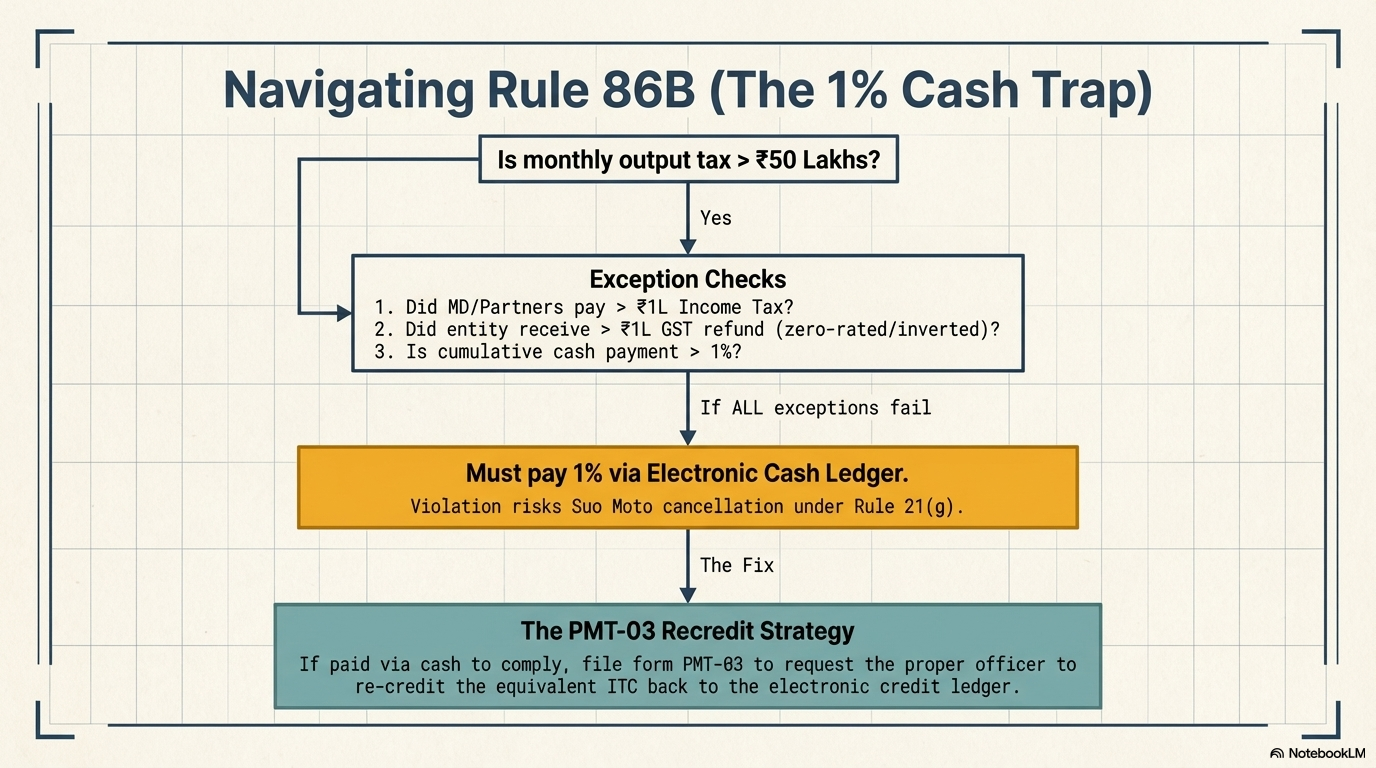 Navigating Rule 86B (The 1% Cash Trap)
Is monthly output tax > ₹50 Lakhs?
Yes
Exception Checks
1. Did MD/Partners pay > ₹1L Income Tax?
2. Did entity receive > ₹1L GST refund (zero-rated/inverted)?
3. Is cumulative cash payment > 1%?
If ALL exceptions fail
Must pay 1% via Electronic Cash Ledger.
Violation risks Suo Moto cancellation under Rule 21(g).
The Fix
The PMT-03 Recredit Strategy
If paid via cash to comply, file form PMT-03 to request the proper officer to
re-credit the equivalent ITC back to the electronic credit ledger.
NotebookLM